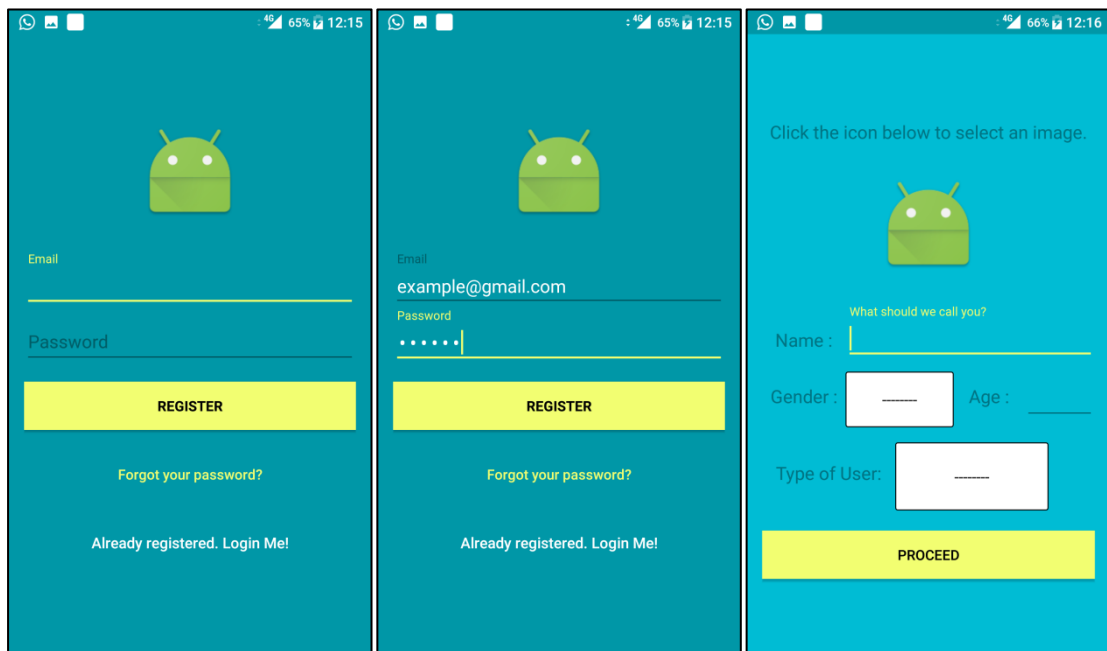 4G 65% 12:15
Email
Password
REGISTER
Forgot your password?
Already registered. Login Me!
4G 65% 12:15
Email
example@gmail.com
Password
••••••
REGISTER
Forgot your password?
Already registered. Login Me!
4G 66% 12:16
Click the icon below to select an image.
What should we call you?
Name :
Gender : -------- Age :
Type of User: --------
PROCEED